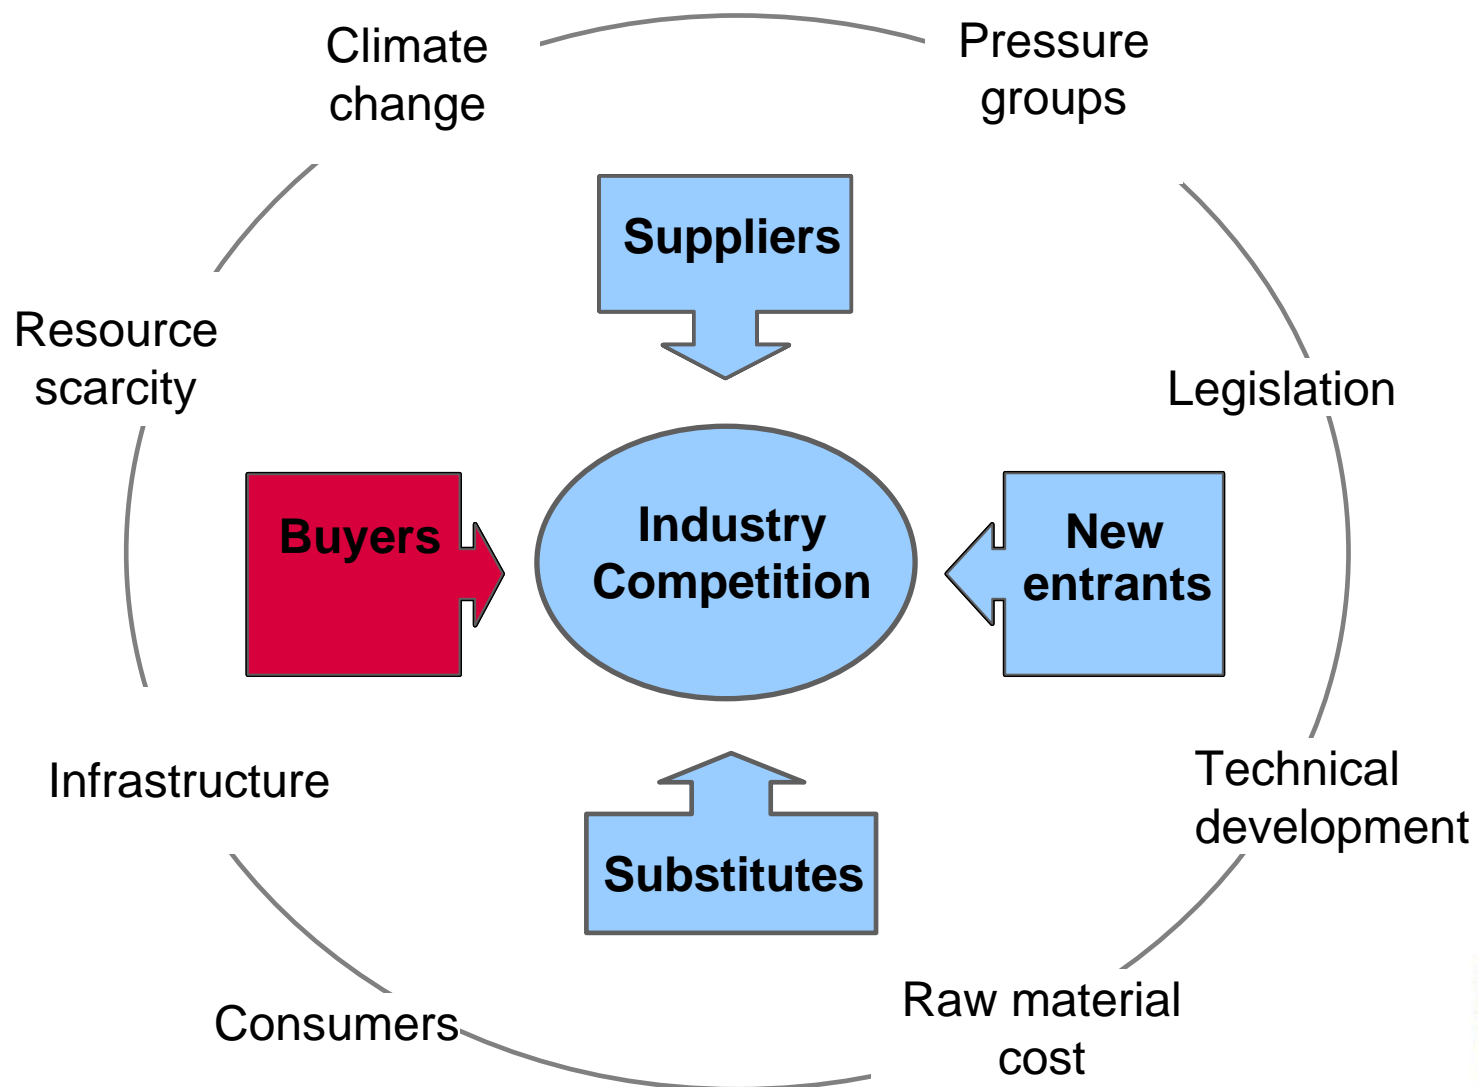 Climate
change
Pressure
groups
Suppliers
Resource
scarcity
Legislation
Buyers
Industry
Competition
New
entrants
Infrastructure
Technical
development
Substitutes
Consumers
Raw material
cost